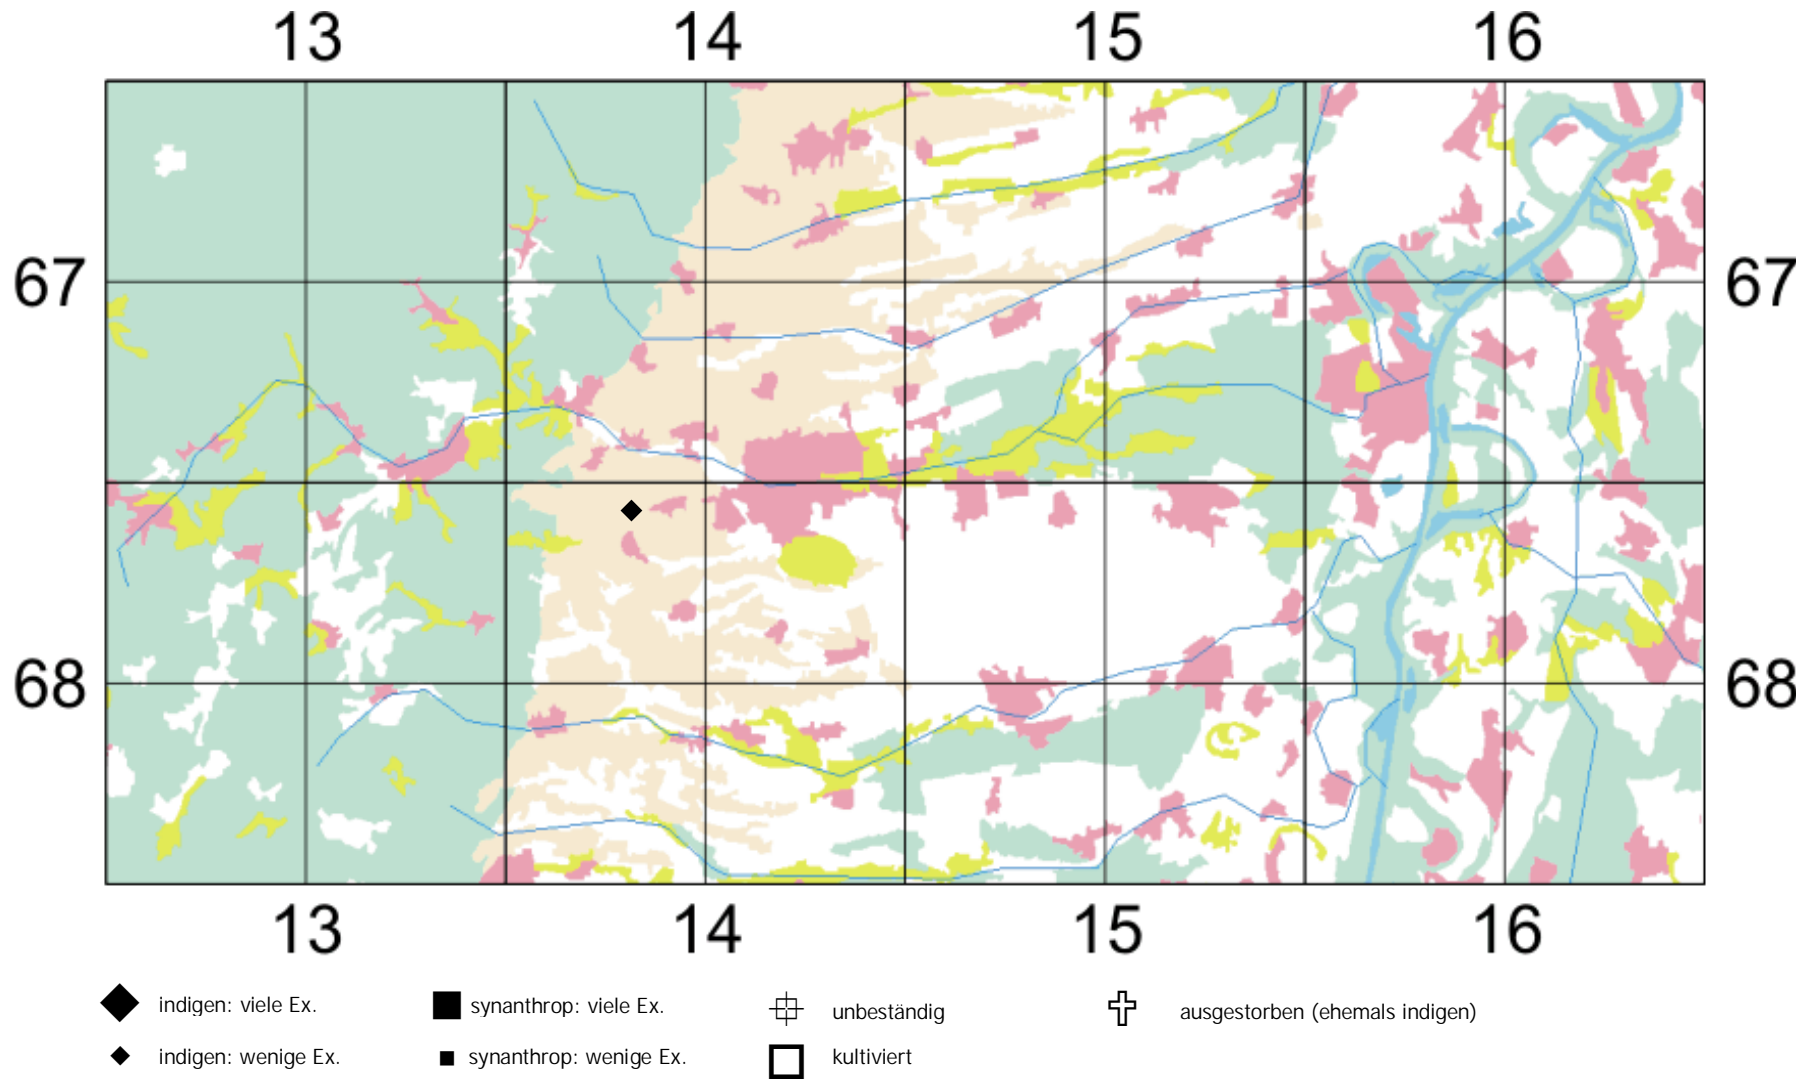 13 14 15 16
67 67
68 68
13 14 15 16
indigen: viele Ex. synanthrop: viele Ex. unbeständig ausgestorben (ehemals indigen)
indigen: wenige Ex. synanthrop: wenige Ex. kultiviert